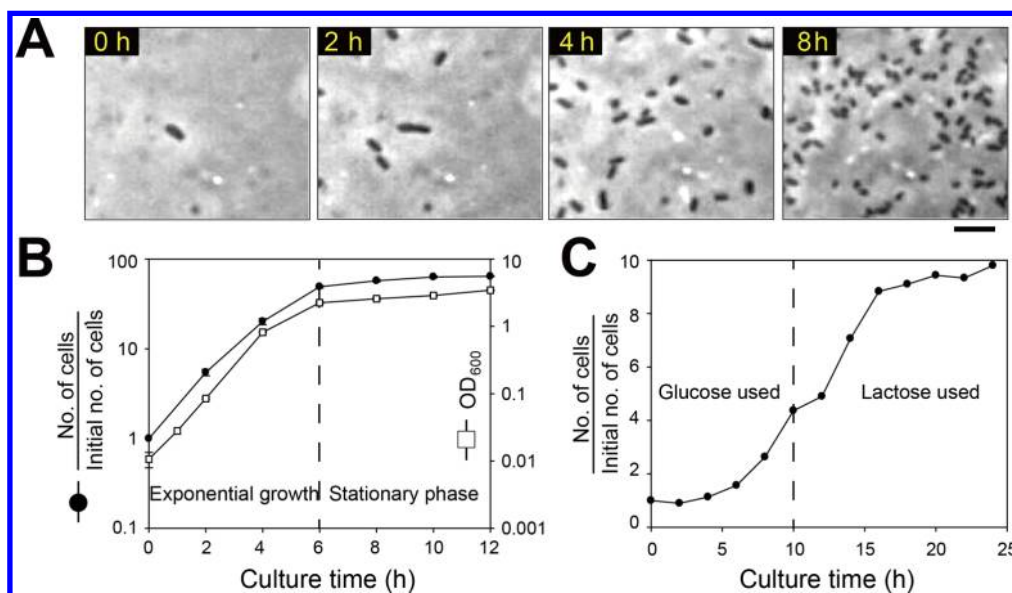 A
0 h
2 h
4 h
8h
B
100
10
1
0.1
No. of cells
Initial no. of cells
Exponential growth
Stationary phase
10
1
0.1
0.01
0.001
OD600
0 2 4 6 8 10 12
Culture time (h)
C
10
8
6
4
2
0
No. of cells
Initial no. of cells
Glucose used
Lactose used
0 5 10 15 20 25
Culture time (h)